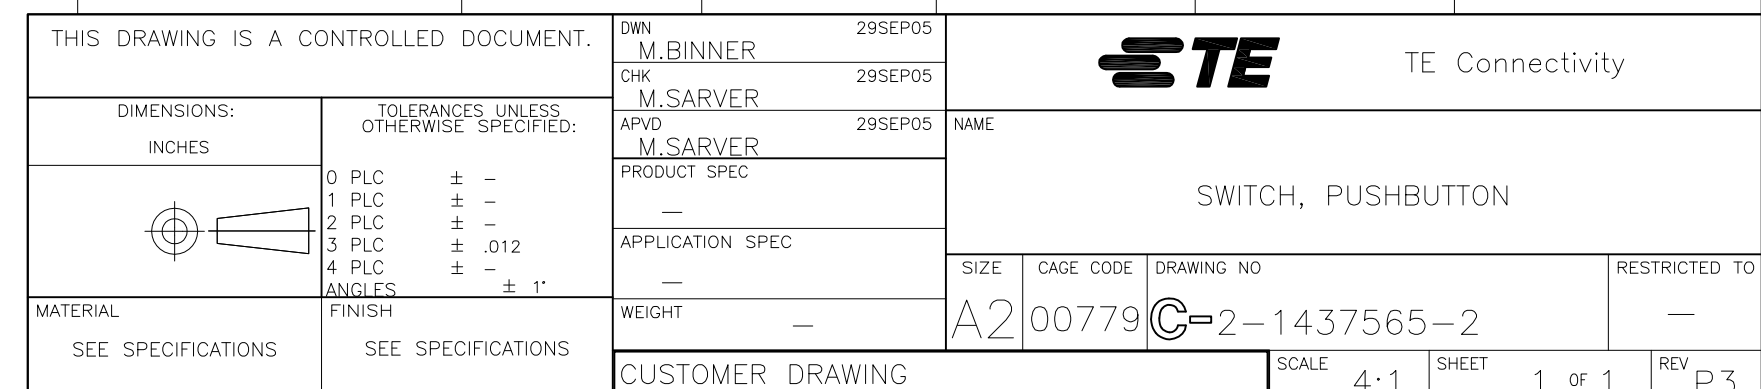 THIS DRAWING IS A CONTROLLED DOCUMENT.
DIMENSIONS:
INCHES
TOLERANCES UNLESS
OTHERWISE SPECIFIED:
0 PLC ± -
1 PLC ± -
2 PLC ± -
3 PLC ± .012
4 PLC ± -
ANGLES ± 1°
MATERIAL
SEE SPECIFICATIONS
FINISH
SEE SPECIFICATIONS
DWN 29SEP05
M.BINNER
CHK 29SEP05
M.SARVER
APVD 29SEP05
M.SARVER
PRODUCT SPEC
—
APPLICATION SPEC
—
WEIGHT —
CUSTOMER DRAWING
TE TE Connectivity
NAME
SWITCH, PUSHBUTTON
SIZE
A2
CAGE CODE
00779
DRAWING NO
C-2-1437565-2
RESTRICTED TO
—
SCALE 4:1
SHEET 1 OF 1
REV P3